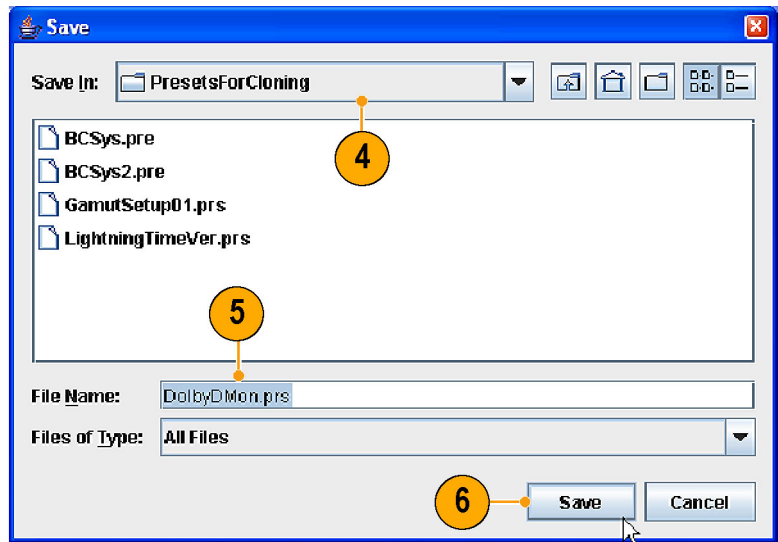 Save
Save In: PresetsForCloning
4
BCSys.pre
BCSys2.pre
GamutSetup01.prs
LightningTimeVer.prs
5
File Name: DolbyDMon.prs
Files of Type: All Files
6 Save Cancel